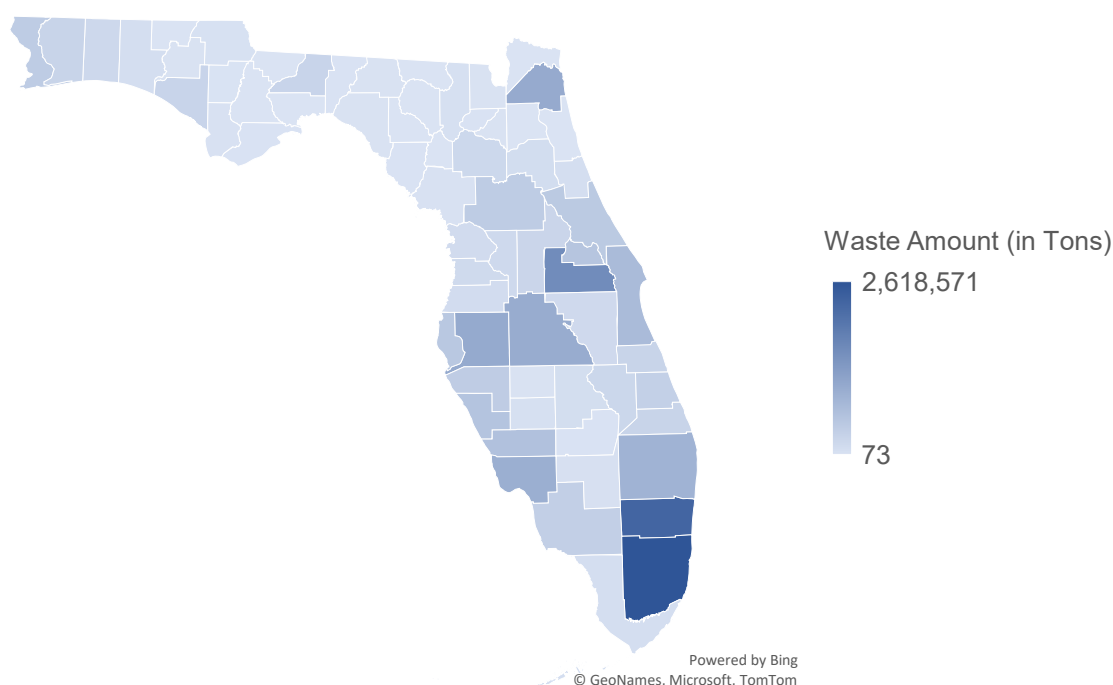 Waste Amount (in Tons)
2,618,571
73
Powered by Bing
© GeoNames, Microsoft, TomTom